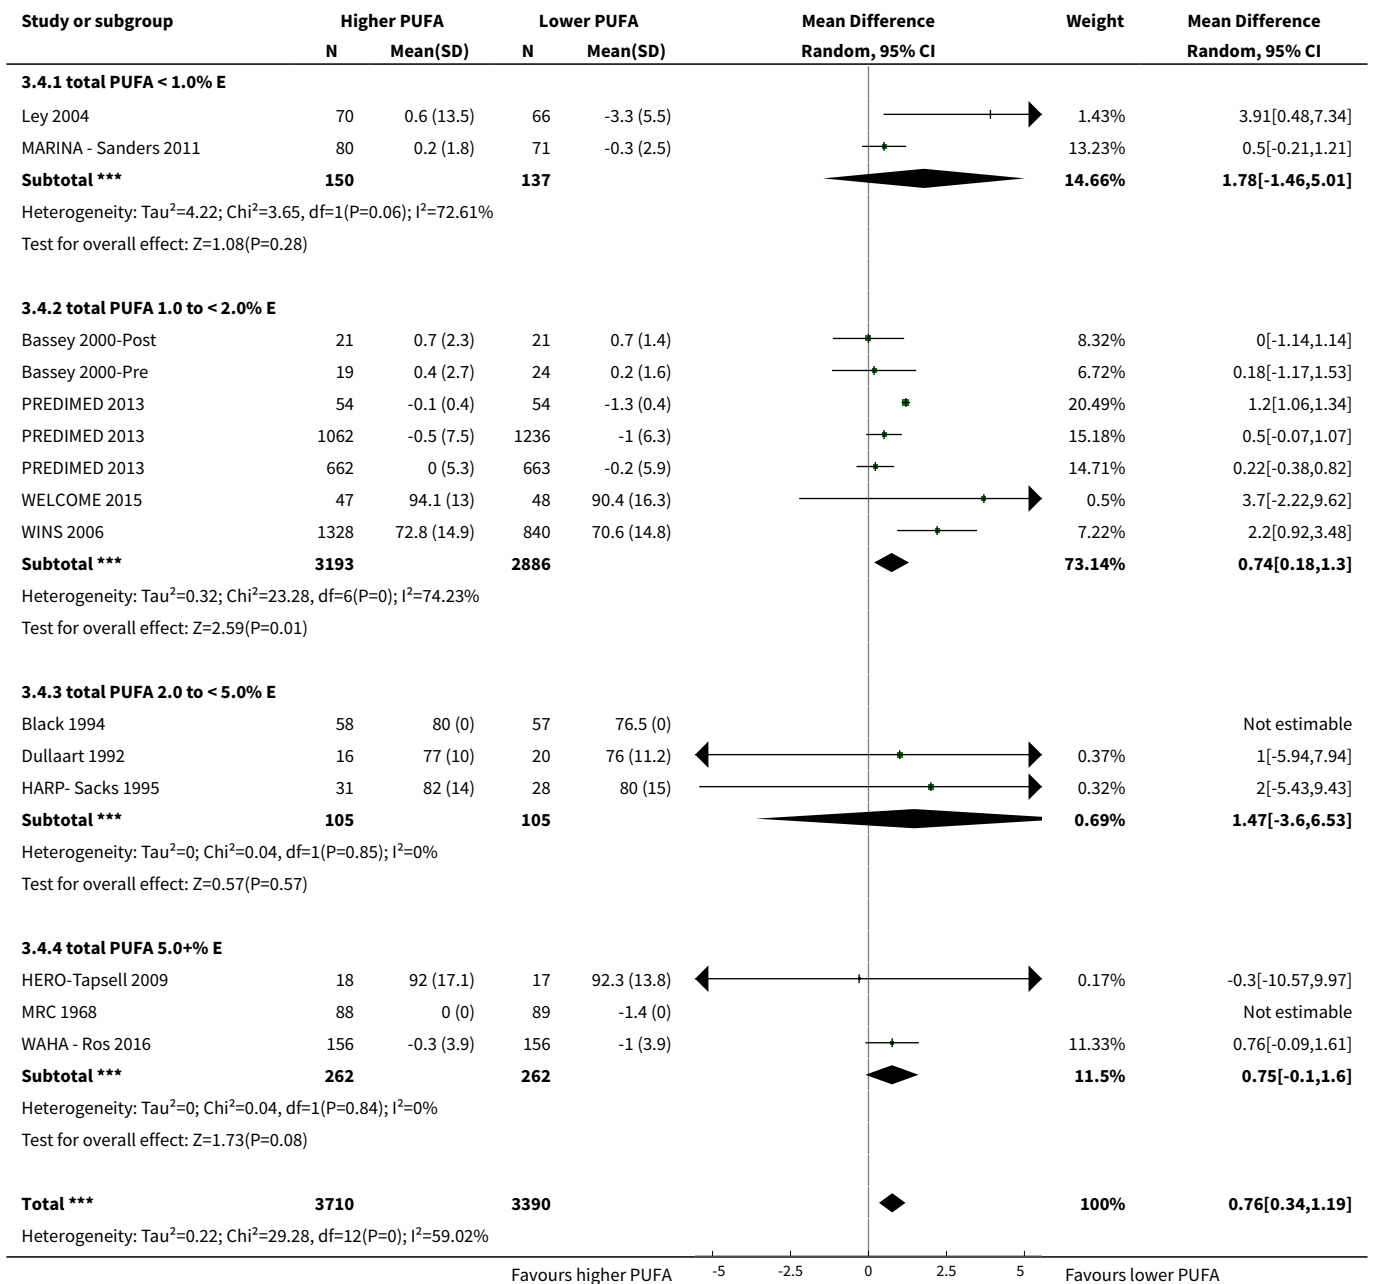 Study or subgroup Higher PUFA Lower PUFA Mean Difference Weight Mean Difference
N Mean(SD) N Mean(SD) Random, 95% CI Random, 95% CI
3.4.1 total PUFA < 1.0% E
Ley 2004 70 0.6 (13.5) 66 -3.3 (5.5) 1.43% 3.91[0.48,7.34]
MARINA - Sanders 2011 80 0.2 (1.8) 71 -0.3 (2.5) 13.23% 0.5[-0.21,1.21]
Subtotal *** 150 137 14.66% 1.78[-1.46,5.01]
Heterogeneity: Tau²=4.22; Chi²=3.65, df=1(P=0.06); I²=72.61%
Test for overall effect: Z=1.08(P=0.28)
3.4.2 total PUFA 1.0 to < 2.0% E
Bassey 2000-Post 21 0.7 (2.3) 21 0.7 (1.4) 8.32% 0[-1.14,1.14]
Bassey 2000-Pre 19 0.4 (2.7) 24 0.2 (1.6) 6.72% 0.18[-1.17,1.53]
PREDIMED 2013 54 -0.1 (0.4) 54 -1.3 (0.4) 20.49% 1.2[1.06,1.34]
PREDIMED 2013 1062 -0.5 (7.5) 1236 -1 (6.3) 15.18% 0.5[-0.07,1.07]
PREDIMED 2013 662 0 (5.3) 663 -0.2 (5.9) 14.71% 0.22[-0.38,0.82]
WELCOME 2015 47 94.1 (13) 48 90.4 (16.3) 0.5% 3.7[-2.22,9.62]
WINS 2006 1328 72.8 (14.9) 840 70.6 (14.8) 7.22% 2.2[0.92,3.48]
Subtotal *** 3193 2886 73.14% 0.74[0.18,1.3]
Heterogeneity: Tau²=0.32; Chi²=23.28, df=6(P=0); I²=74.23%
Test for overall effect: Z=2.59(P=0.01)
3.4.3 total PUFA 2.0 to < 5.0% E
Black 1994 58 80 (0) 57 76.5 (0) Not estimable
Dullaart 1992 16 77 (10) 20 76 (11.2) 0.37% 1[-5.94,7.94]
HARP- Sacks 1995 31 82 (14) 28 80 (15) 0.32% 2[-5.43,9.43]
Subtotal *** 105 105 0.69% 1.47[-3.6,6.53]
Heterogeneity: Tau²=0; Chi²=0.04, df=1(P=0.85); I²=0%
Test for overall effect: Z=0.57(P=0.57)
3.4.4 total PUFA 5.0+% E
HERO-Tapsell 2009 18 92 (17.1) 17 92.3 (13.8) 0.17% -0.3[-10.57,9.97]
MRC 1968 88 0 (0) 89 -1.4 (0) Not estimable
WAHA - Ros 2016 156 -0.3 (3.9) 156 -1 (3.9) 11.33% 0.76[-0.09,1.61]
Subtotal *** 262 262 11.5% 0.75[-0.1,1.6]
Heterogeneity: Tau²=0; Chi²=0.04, df=1(P=0.84); I²=0%
Test for overall effect: Z=1.73(P=0.08)
Total *** 3710 3390 100% 0.76[0.34,1.19]
Heterogeneity: Tau²=0.22; Chi²=29.28, df=12(P=0); I²=59.02%
Favours higher PUFA -5 -2.5 0 2.5 5 Favours lower PUFA